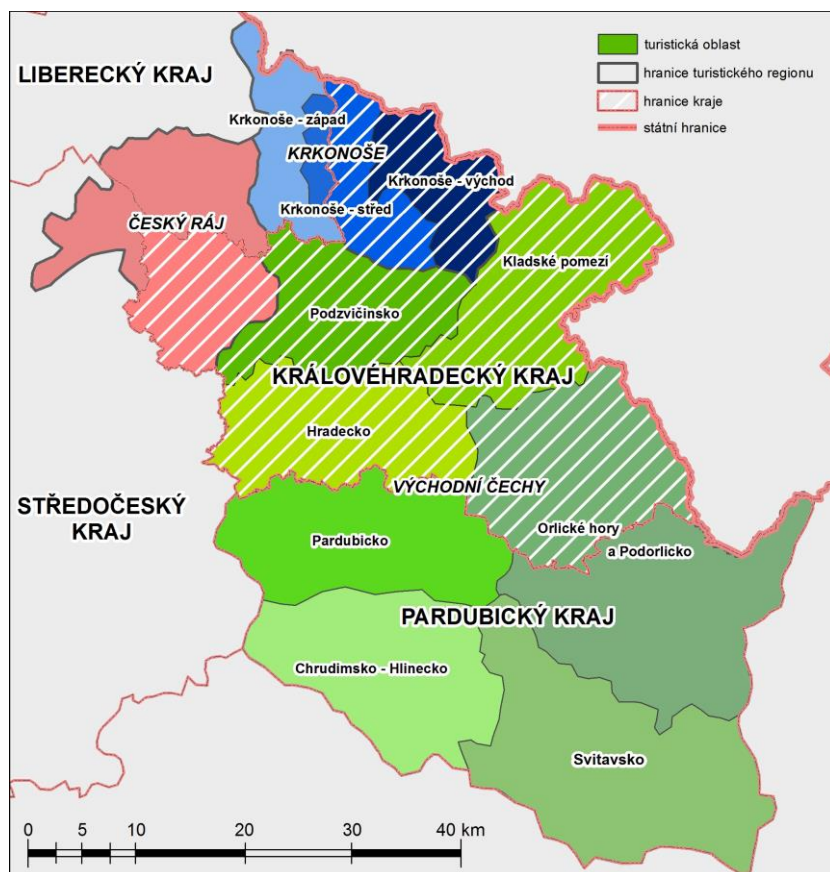 turistická oblast
LIBERECKÝ KRAJ
hranice turistického regionu
hranice kraje
státní hranice
Krkonoše - západ
KRKONOŠE
Krkonoše - východ
Krkonoše - střed
ČESKÝ RÁJ
Kladské pomezí
Podzvičinsko
KRÁLOVÉHRADECKÝ KRAJ
Hradecko
VÝCHODNÍ ČECHY
STŘEDOČESKÝ
KRAJ
Orlické hory
Pardubicko
a Podorlicko
PARDUBICKÝ KRAJ
Chrudimsko - Hlinecko
Svitavsko
0 5 10 20 30 40 km